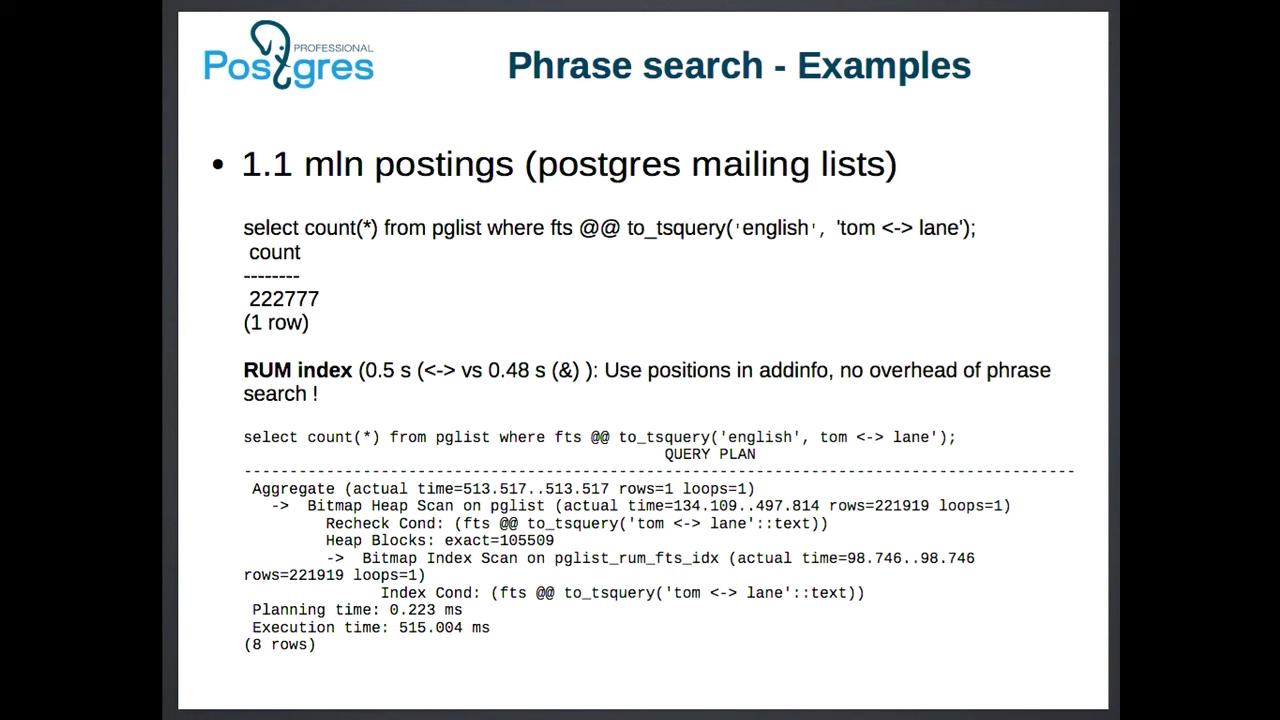 PROFESSIONAL
Postgres
Phrase search - Examples
• 1.1 mln postings (postgres mailing lists)
select count(*) from pglist where fts @@ to_tsquery('english', 'tom <-> lane');
count
--------
222777
(1 row)
RUM index (0.5 s (<-> vs 0.48 s (&) ): Use positions in addinfo, no overhead of phrase
search !
select count(*) from pglist where fts @@ to_tsquery('english', tom <-> lane');
QUERY PLAN
-------------------------------------------------------------------------------------------
Aggregate (actual time=513.517..513.517 rows=1 loops=1)
-> Bitmap Heap Scan on pglist (actual time=134.109..497.814 rows=221919 loops=1)
Recheck Cond: (fts @@ to_tsquery('tom <-> lane'::text))
Heap Blocks: exact=105509
-> Bitmap Index Scan on pglist_rum_fts_idx (actual time=98.746..98.746
rows=221919 loops=1)
Index Cond: (fts @@ to_tsquery('tom <-> lane'::text))
Planning time: 0.223 ms
Execution time: 515.004 ms
(8 rows)